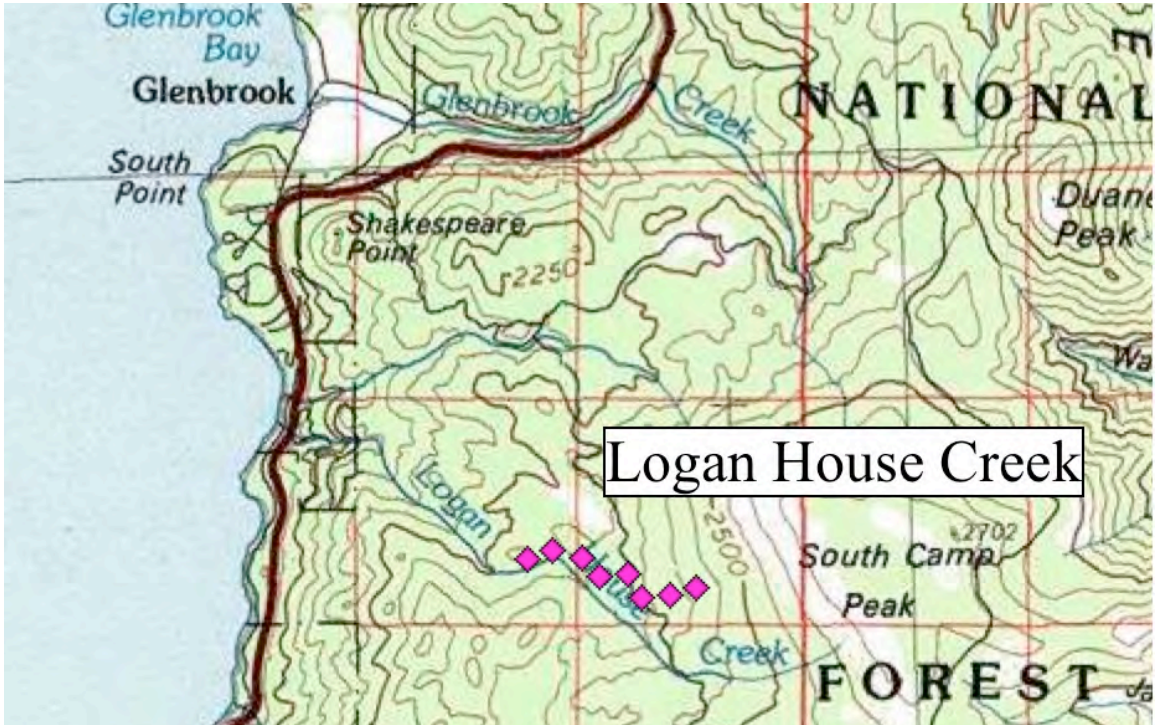 Glenbrook
Bay
Glenbrook
Glenbrook
Creek
NATIONAL
South
Point
Shakespeare
Point
2250
Duane
Peak
Logan House Creek
Logan
House
Creek
2500
2702
South Camp
Peak
FOREST